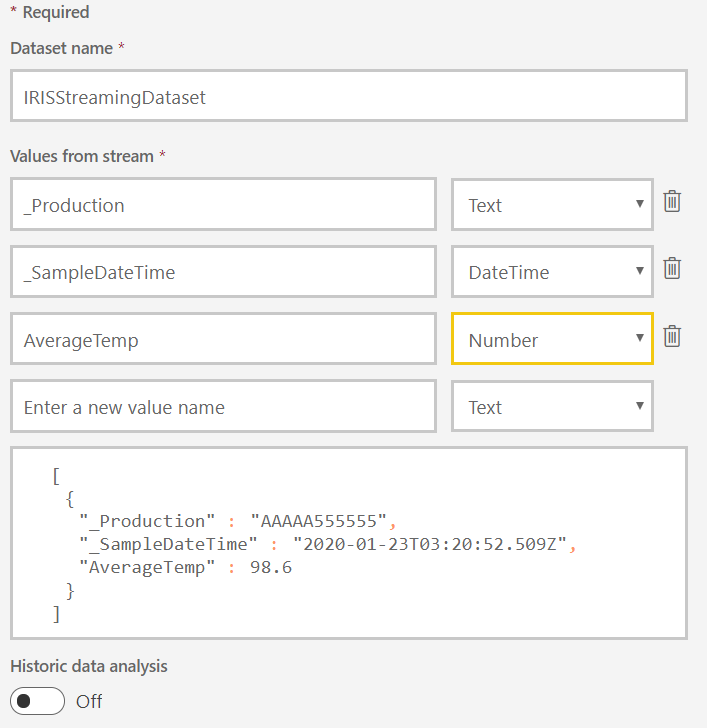 * Required
Dataset name *
IRISStreamingDataset
Values from stream *
_Production Text
_SampleDateTime DateTime
AverageTemp Number
Enter a new value name Text
[
{
"_Production" : "AAAAA555555",
"_SampleDateTime" : "2020-01-23T03:20:52.509Z",
"AverageTemp" : 98.6
}
]
Historic data analysis
Off